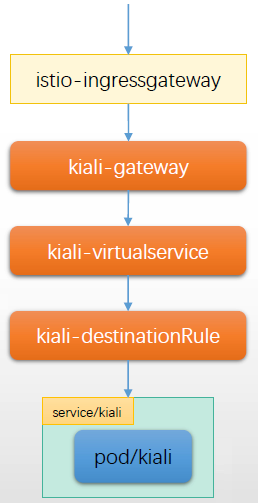 istio-ingressgateway
kiali-gateway
kiali-virtualservice
kiali-destinationRule
service/kiali
pod/kiali